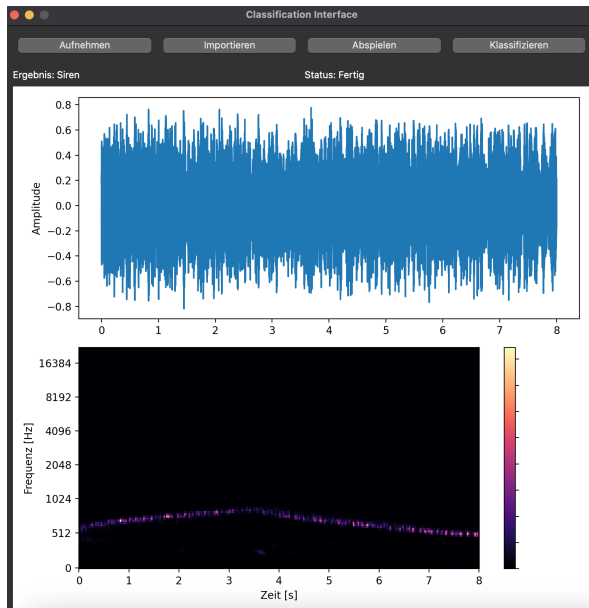 Classification Interface
Aufnehmen Importieren Abspielen Klassifizieren
Ergebnis: Siren Status: Fertig
0.8
0.6
0.4
0.2
0.0
−0.2
−0.4
−0.6
−0.8
Amplitude
0 1 2 3 4 5 6 7 8
16384
8192
4096
2048
1024
512
0
Frequenz [Hz]
0 1 2 3 4 5 6 7 8
Zeit [s]